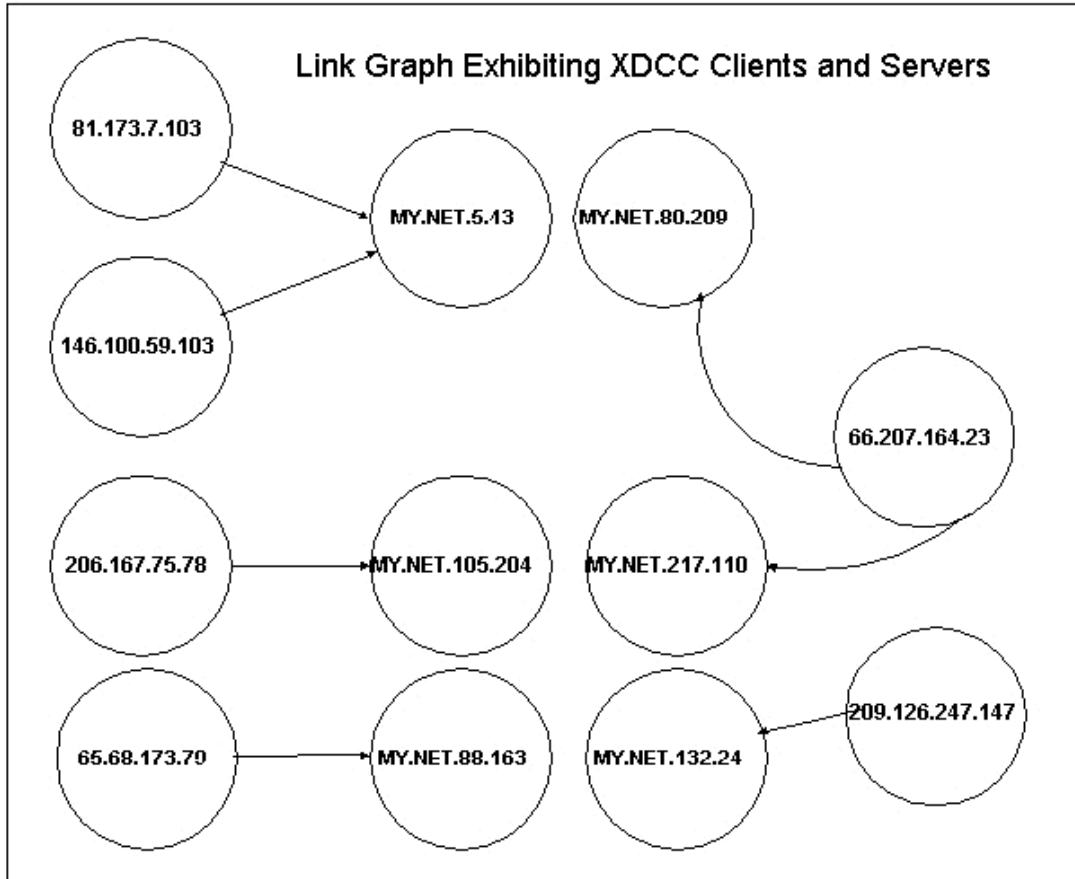 Link Graph Exhibiting XDCC Clients and Servers
81.173.7.103
MY.NET.5.13
MY.NET.80.209
146.100.59.103
66.207.164.23
206.167.75.78
MY.NET.105.204
MY.NET.217.110
209.126.247.147
65.68.173.79
MY.NET.88.163
MY.NET.132.24